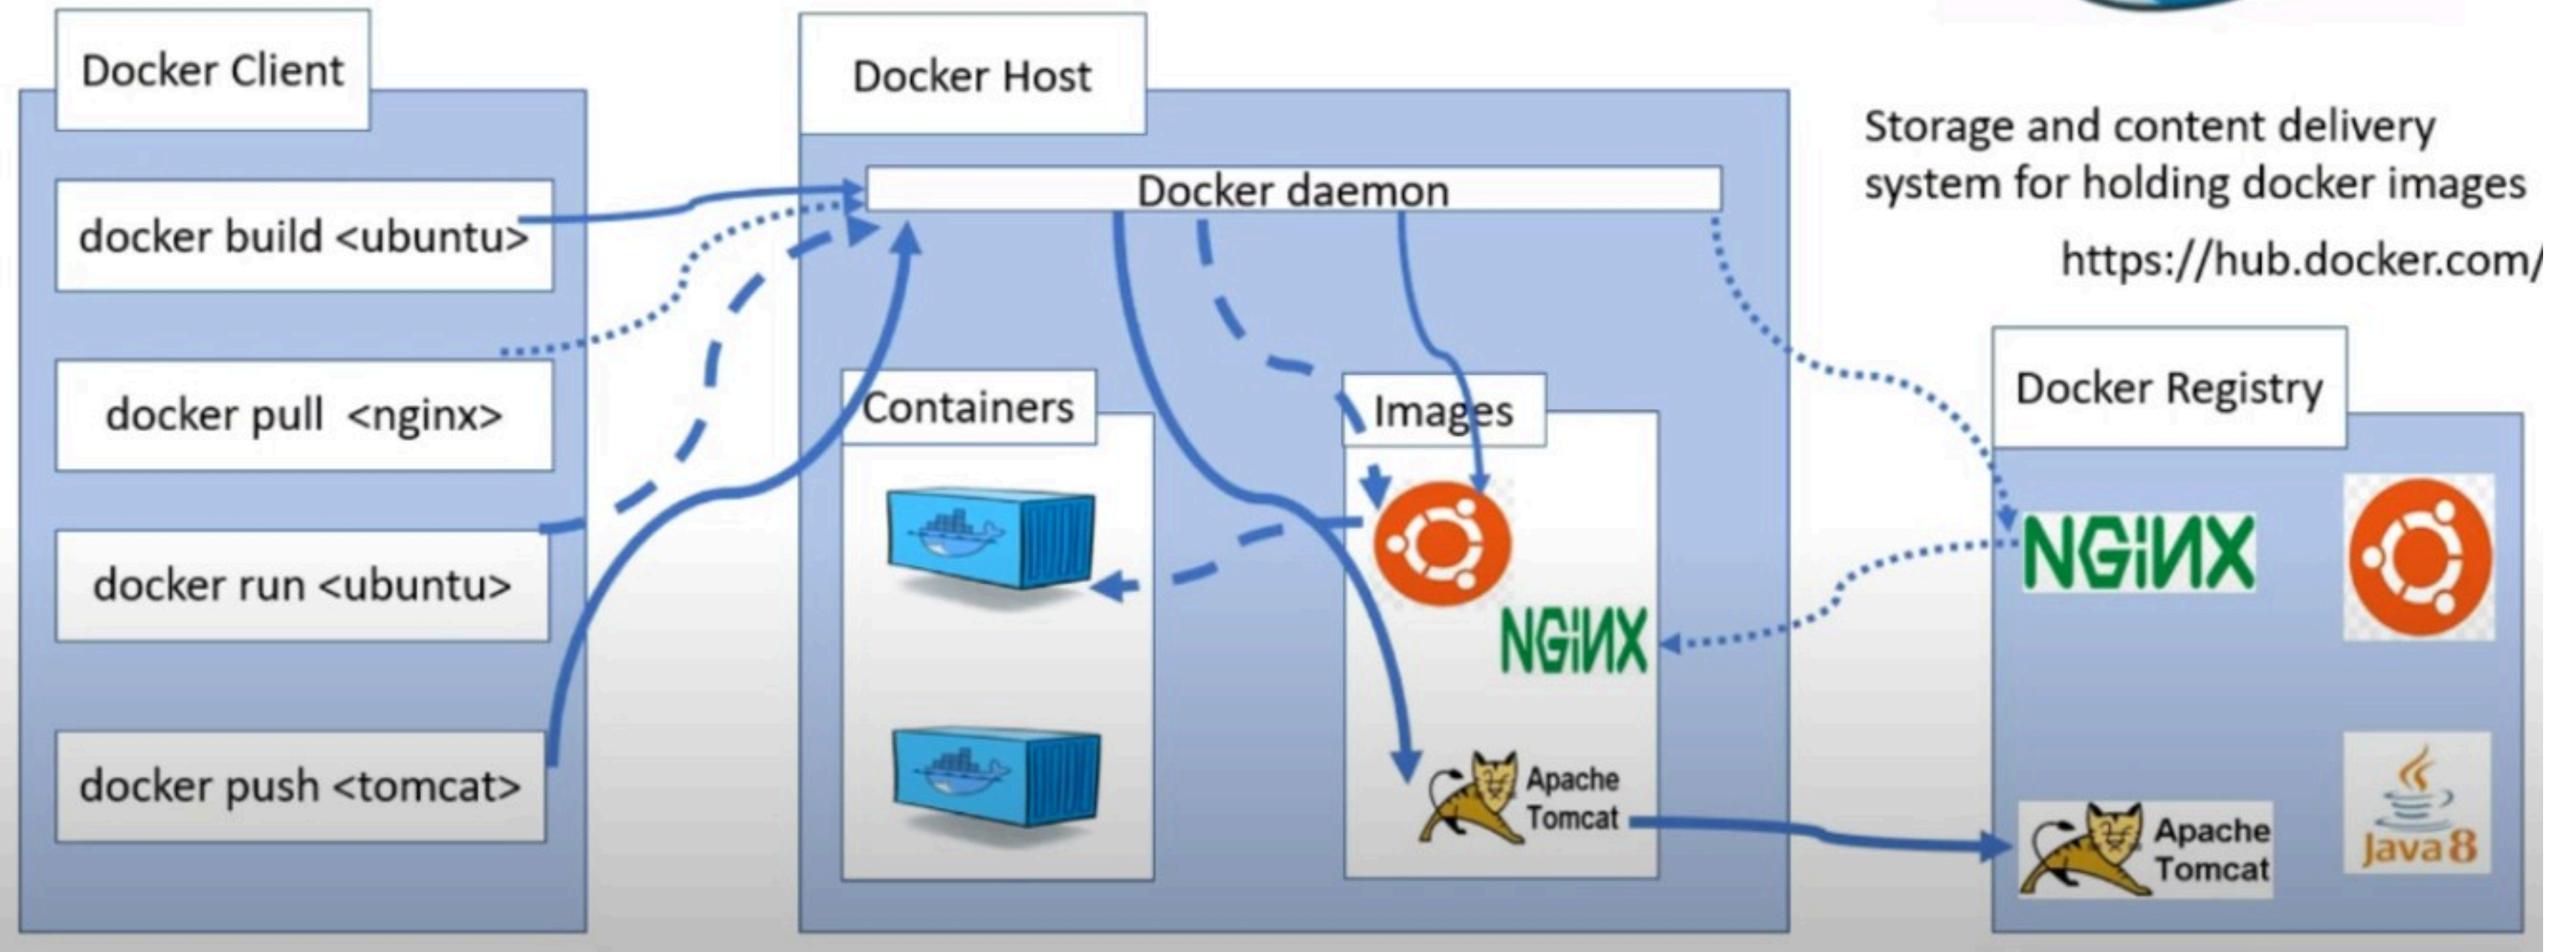 Docker Client
docker build <ubuntu>
docker pull <nginx>
docker run <ubuntu>
docker push <tomcat>
Docker Host
Docker daemon
Containers
Images
NGiNX
Apache
Tomcat
Storage and content delivery
system for holding docker images
https://hub.docker.com/
Docker Registry
NGiNX
Apache
Tomcat
Java 8